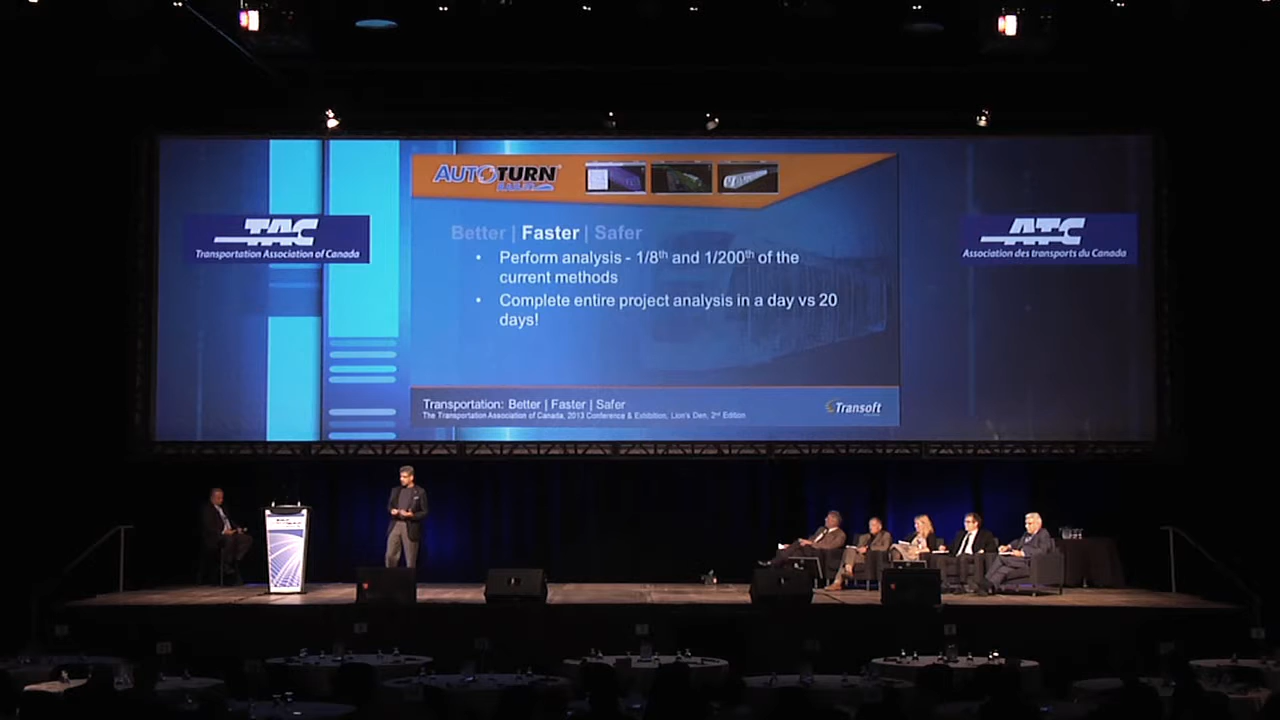 AUTOTURN
RAIL
TAC
Transportation Association of Canada
ATC
Association des transports du Canada
Better | Faster | Safer
• Perform analysis - 1/8th and 1/200th of the
current methods
• Complete entire project analysis in a day vs 20
days!
Transportation: Better | Faster | Safer
The Transportation Association of Canada, 2013 Conference & Exhibition, Lion's Den, 2nd Edition
Transoft